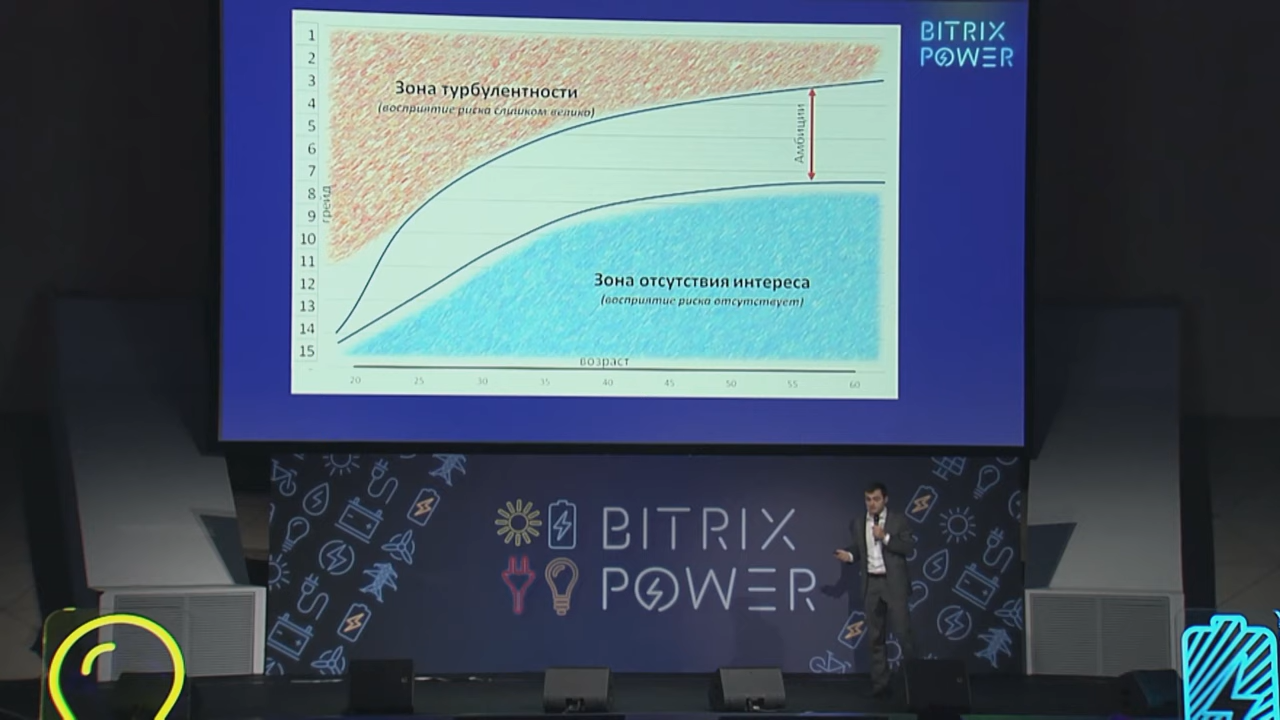 1
2
3
4
5
6
7
8
9
10
11
12
13
14
15
грейд
Зона турбулентности
(восприятие риска слишком велико)
Амбиции
Зона отсутствия интереса
(восприятие риска отсутствует)
возраст
20 25 30 35 40 45 50 55 60
BITRIX
POWER
BITRIX
POWER